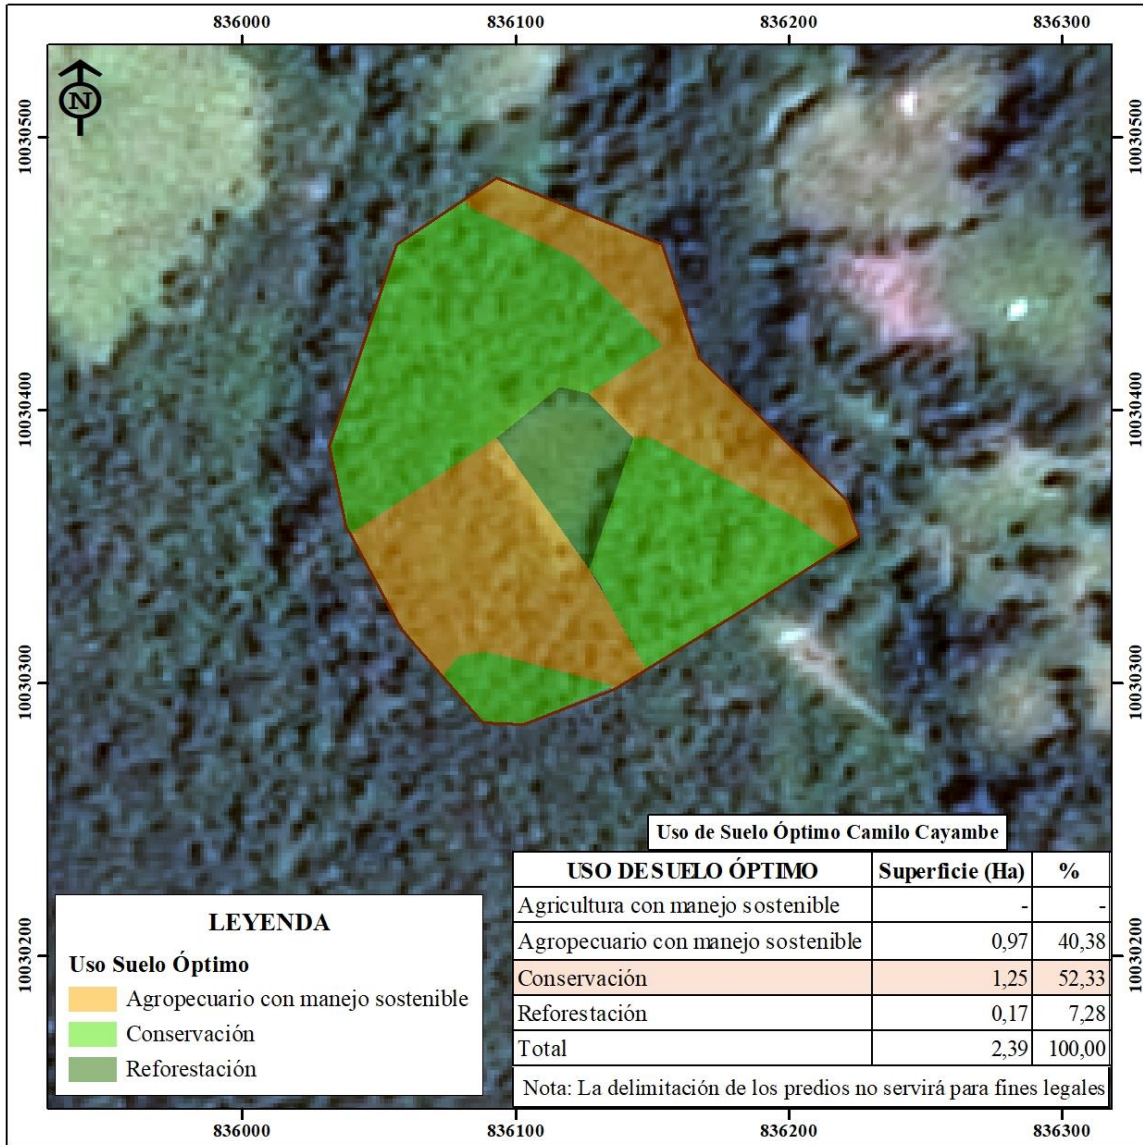 836000 836100 836200 836300
N
10030500 10030500
10030400 10030400
10030300 10030300
10030200 10030200
Uso de Suelo Óptimo Camilo Cayambe
USO DE SUELO ÓPTIMO Superficie (Ha) %
Agricultura con manejo sostenible - -
Agropecuario con manejo sostenible 0,97 40,38
Conservación 1,25 52,33
Reforestación 0,17 7,28
Total 2,39 100,00
Nota: La delimitación de los predios no servirá para fines legales
LEYENDA
Uso Suelo Óptimo
Agropecuario con manejo sostenible
Conservación
Reforestación
836000 836100 836200 836300